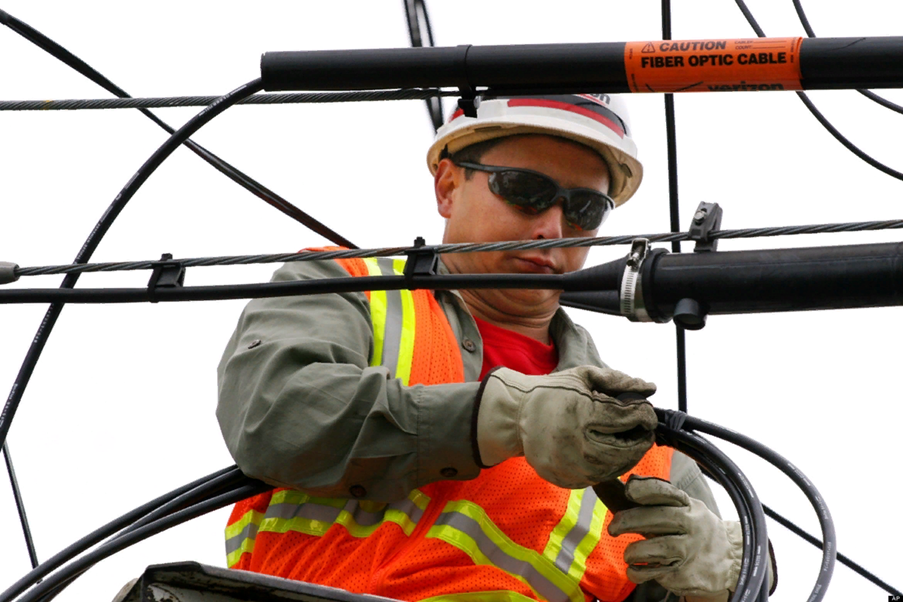 CAUTION
FIBER OPTIC CABLE
verizon
AP